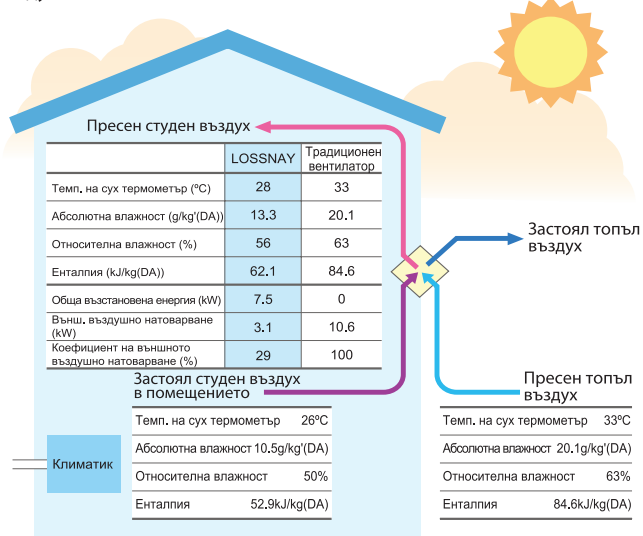 Пресен студен въздух
LOSSNAY Традиционен вентилатор
Темп. на сух термометър (°C) 28 33
Абсолютна влажност (g/kg'(DA)) 13.3 20.1
Относителна влажност (%) 56 63
Енталпия (kJ/kg(DA)) 62.1 84.6
Обща възстановена енергия (kW) 7.5 0
Външ. въздушно натоварване (kW) 3.1 10.6
Коефициент на външното въздушно натоварване (%) 29 100
Застоял топъл
въздух
Застоял студен въздух
в помещението
Темп. на сух термометър 26ºC
Абсолютна влажност 10.5g/kg'(DA)
Относителна влажност 50%
Енталпия 52.9kJ/kg(DA)
Климатик
Пресен топъл
въздух
Темп. на сух термометър 33ºC
Абсолютна влажност 20.1g/kg'(DA)
Относителна влажност 63%
Енталпия 84.6kJ/kg(DA)